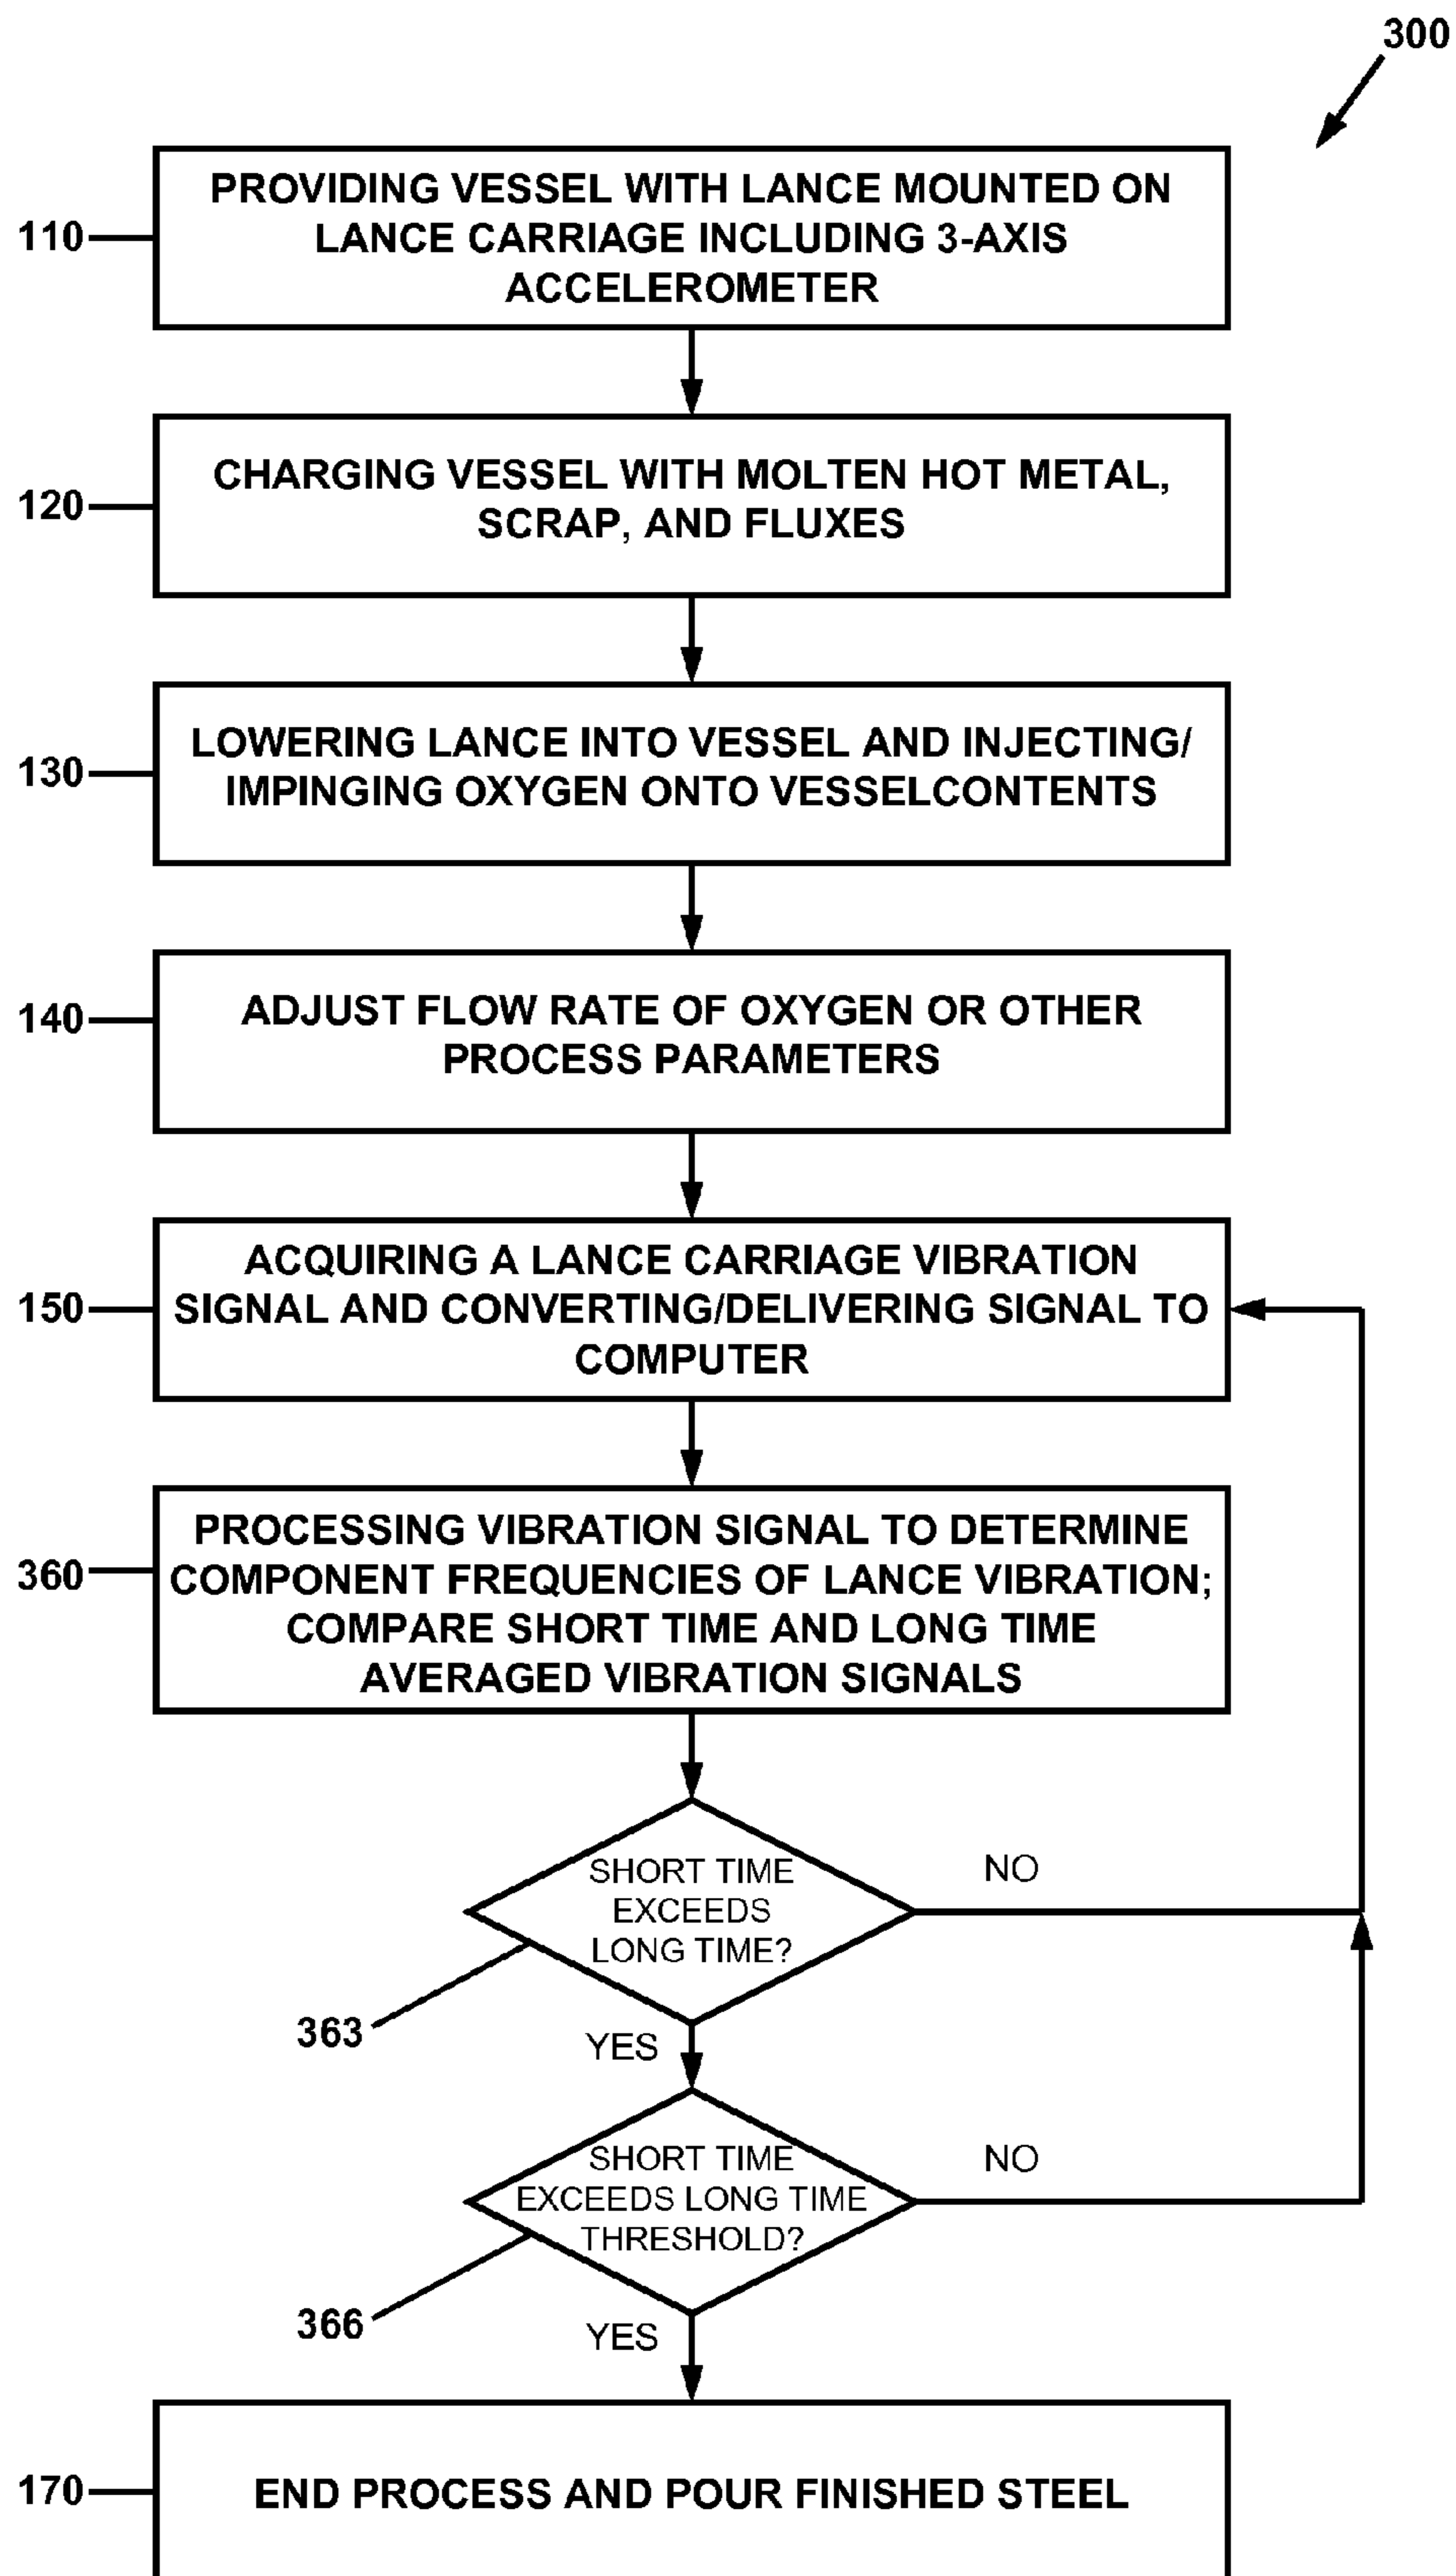 300
PROVIDING VESSEL WITH LANCE MOUNTED ON
LANCE CARRIAGE INCLUDING 3-AXIS
ACCELEROMETER
110
CHARGING VESSEL WITH MOLTEN HOT METAL,
SCRAP, AND FLUXES
120
LOWERING LANCE INTO VESSEL AND INJECTING/
IMPINGING OXYGEN ONTO VESSELCONTENTS
130
ADJUST FLOW RATE OF OXYGEN OR OTHER
PROCESS PARAMETERS
140
ACQUIRING A LANCE CARRIAGE VIBRATION
SIGNAL AND CONVERTING/DELIVERING SIGNAL TO
COMPUTER
150
PROCESSING VIBRATION SIGNAL TO DETERMINE
COMPONENT FREQUENCIES OF LANCE VIBRATION;
COMPARE SHORT TIME AND LONG TIME
AVERAGED VIBRATION SIGNALS
360
SHORT TIME
EXCEEDS
LONG TIME?
NO
363
YES
SHORT TIME
EXCEEDS LONG TIME
THRESHOLD?
NO
366
YES
END PROCESS AND POUR FINISHED STEEL
170